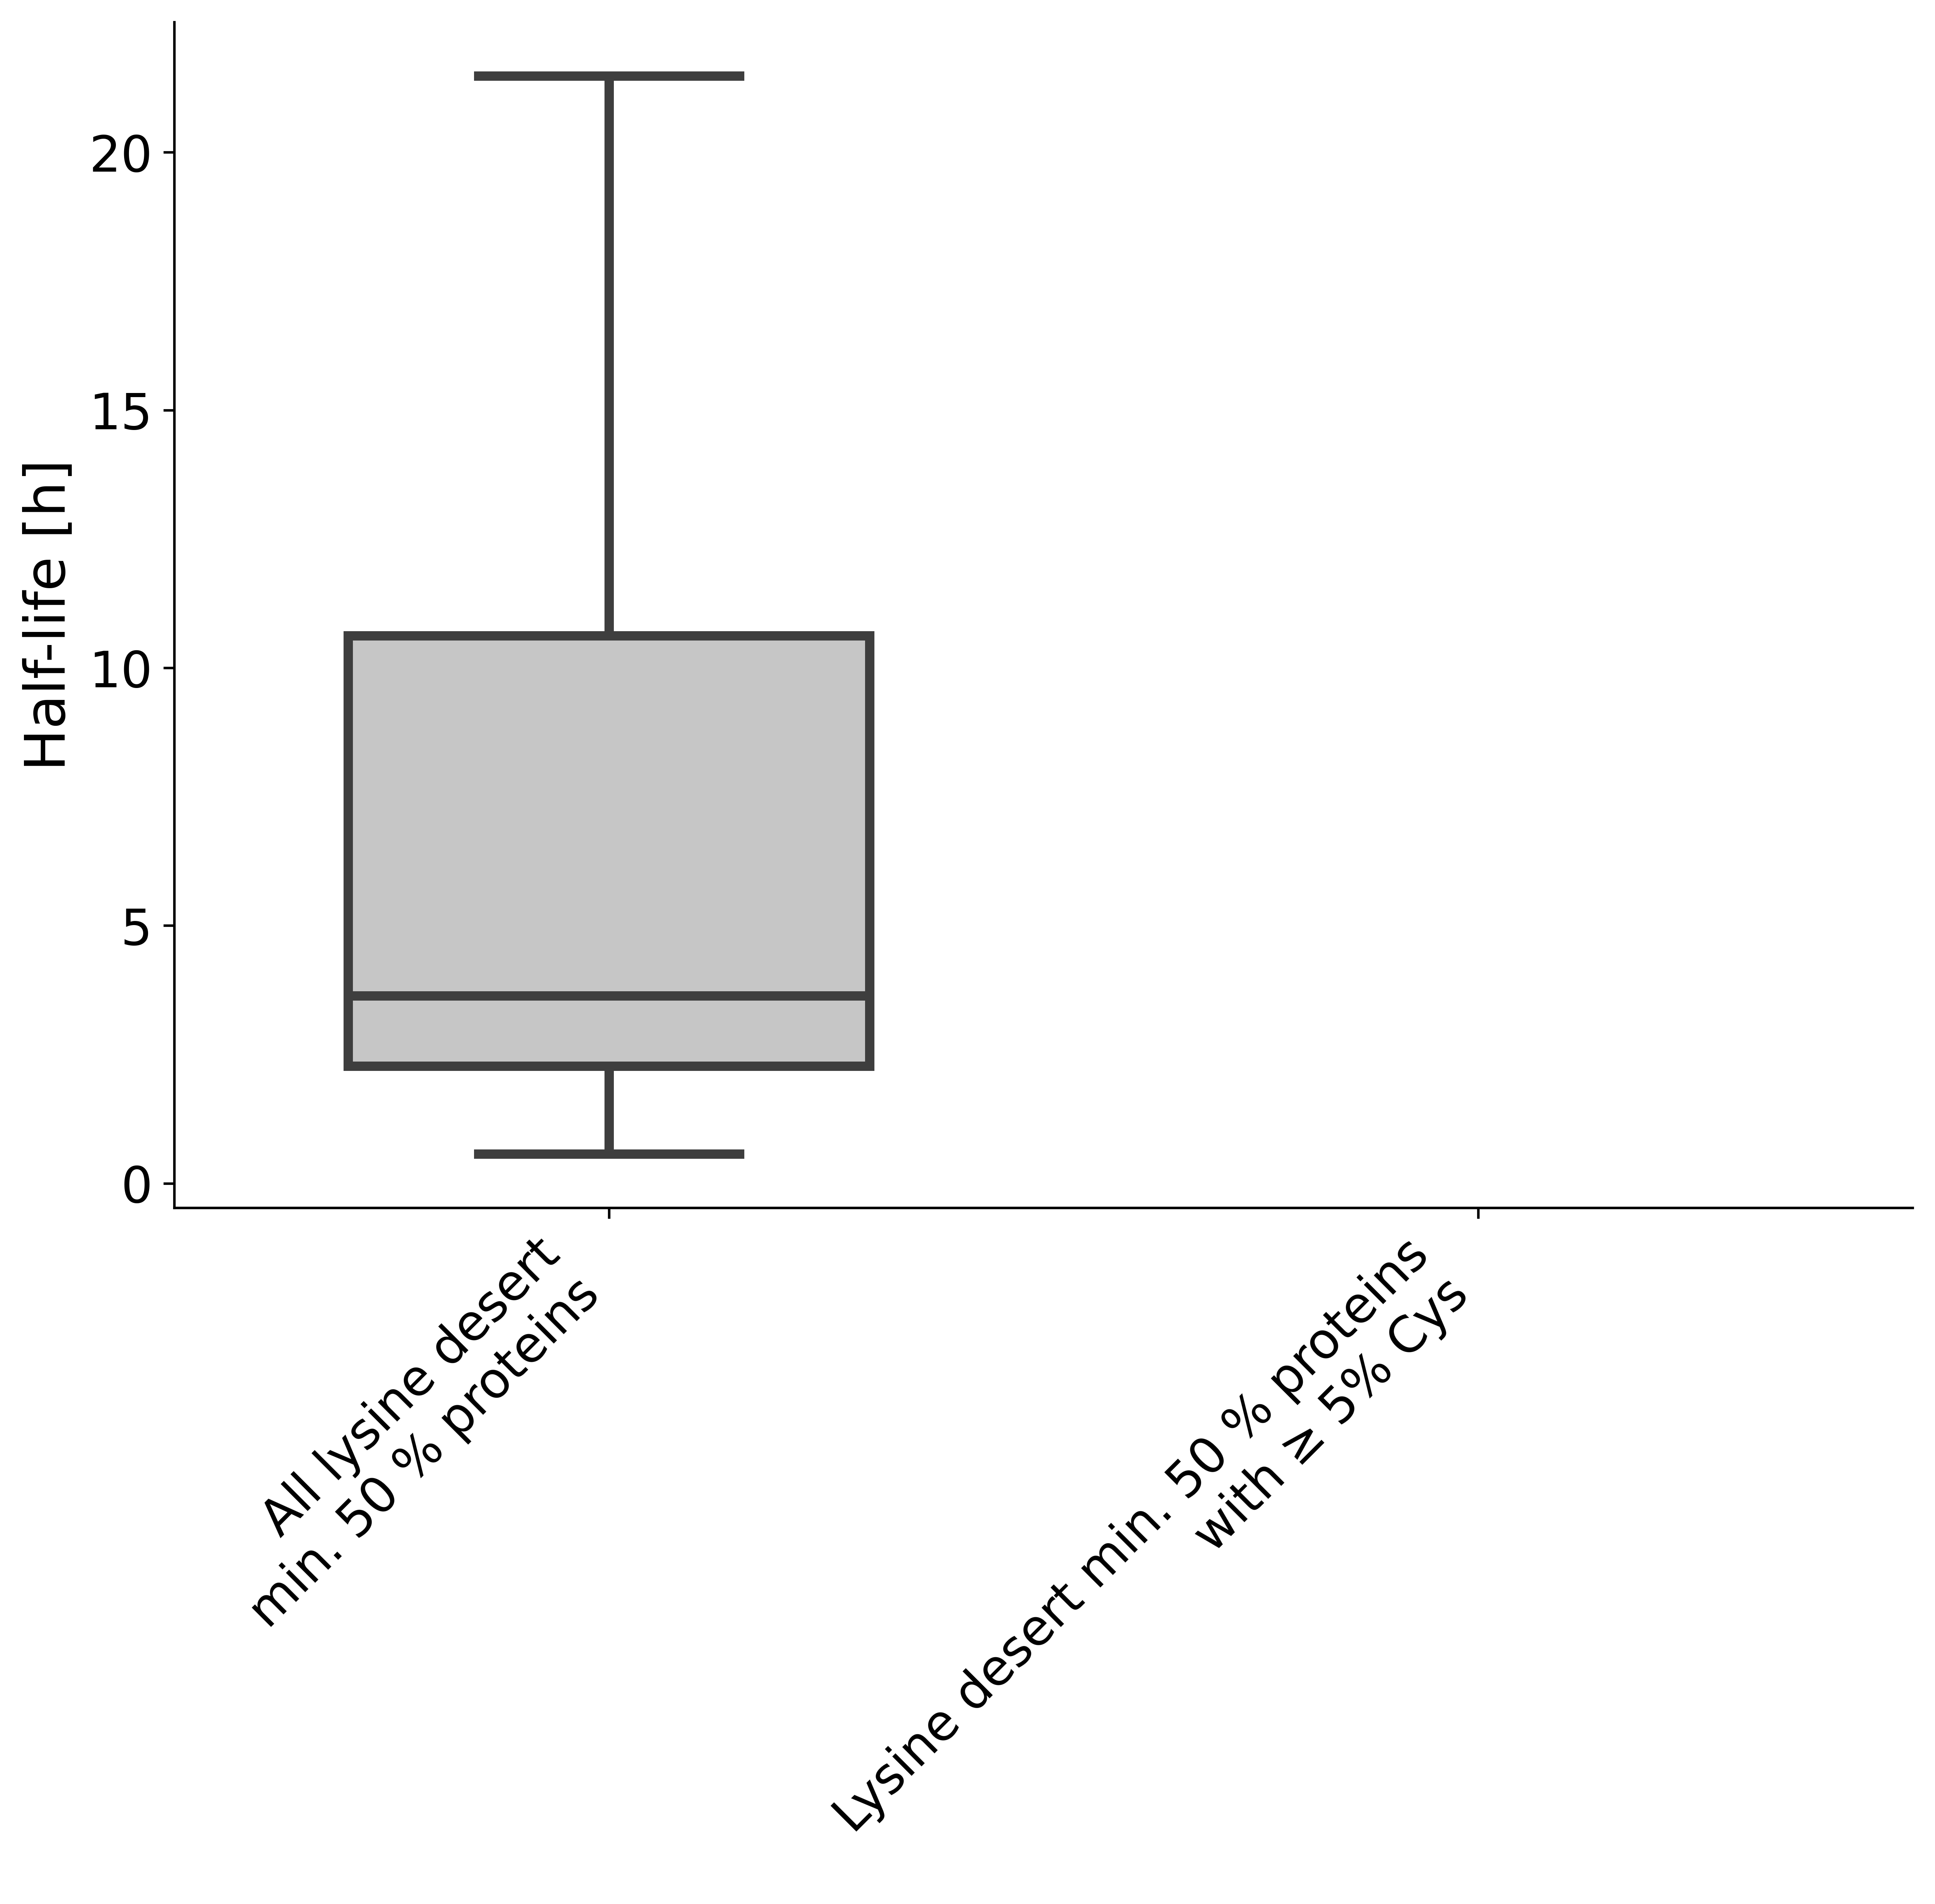 Half-life [h]
20
15
10
5
0
All lysine desert
min. 50 % proteins
Lysine desert min. 50 % proteins
with ≥ 5% Cys